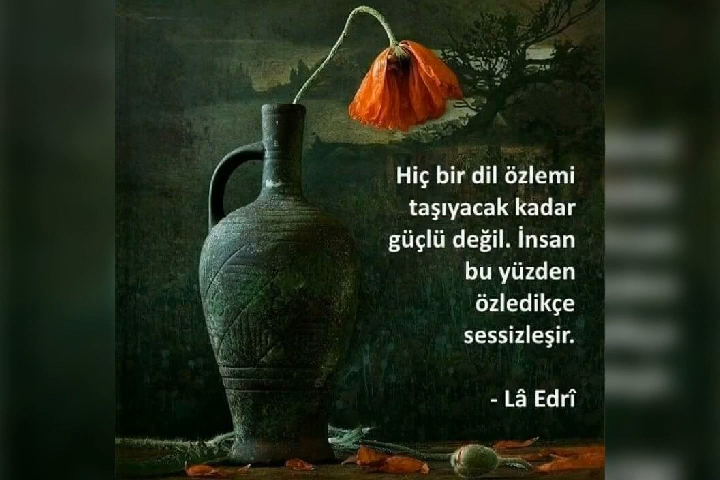 Hiç bir dil özlemi
taşıyacak kadar
güçlü değil. İnsan
bu yüzden
özledikçe
sessizleşir.
- Lâ Edrî